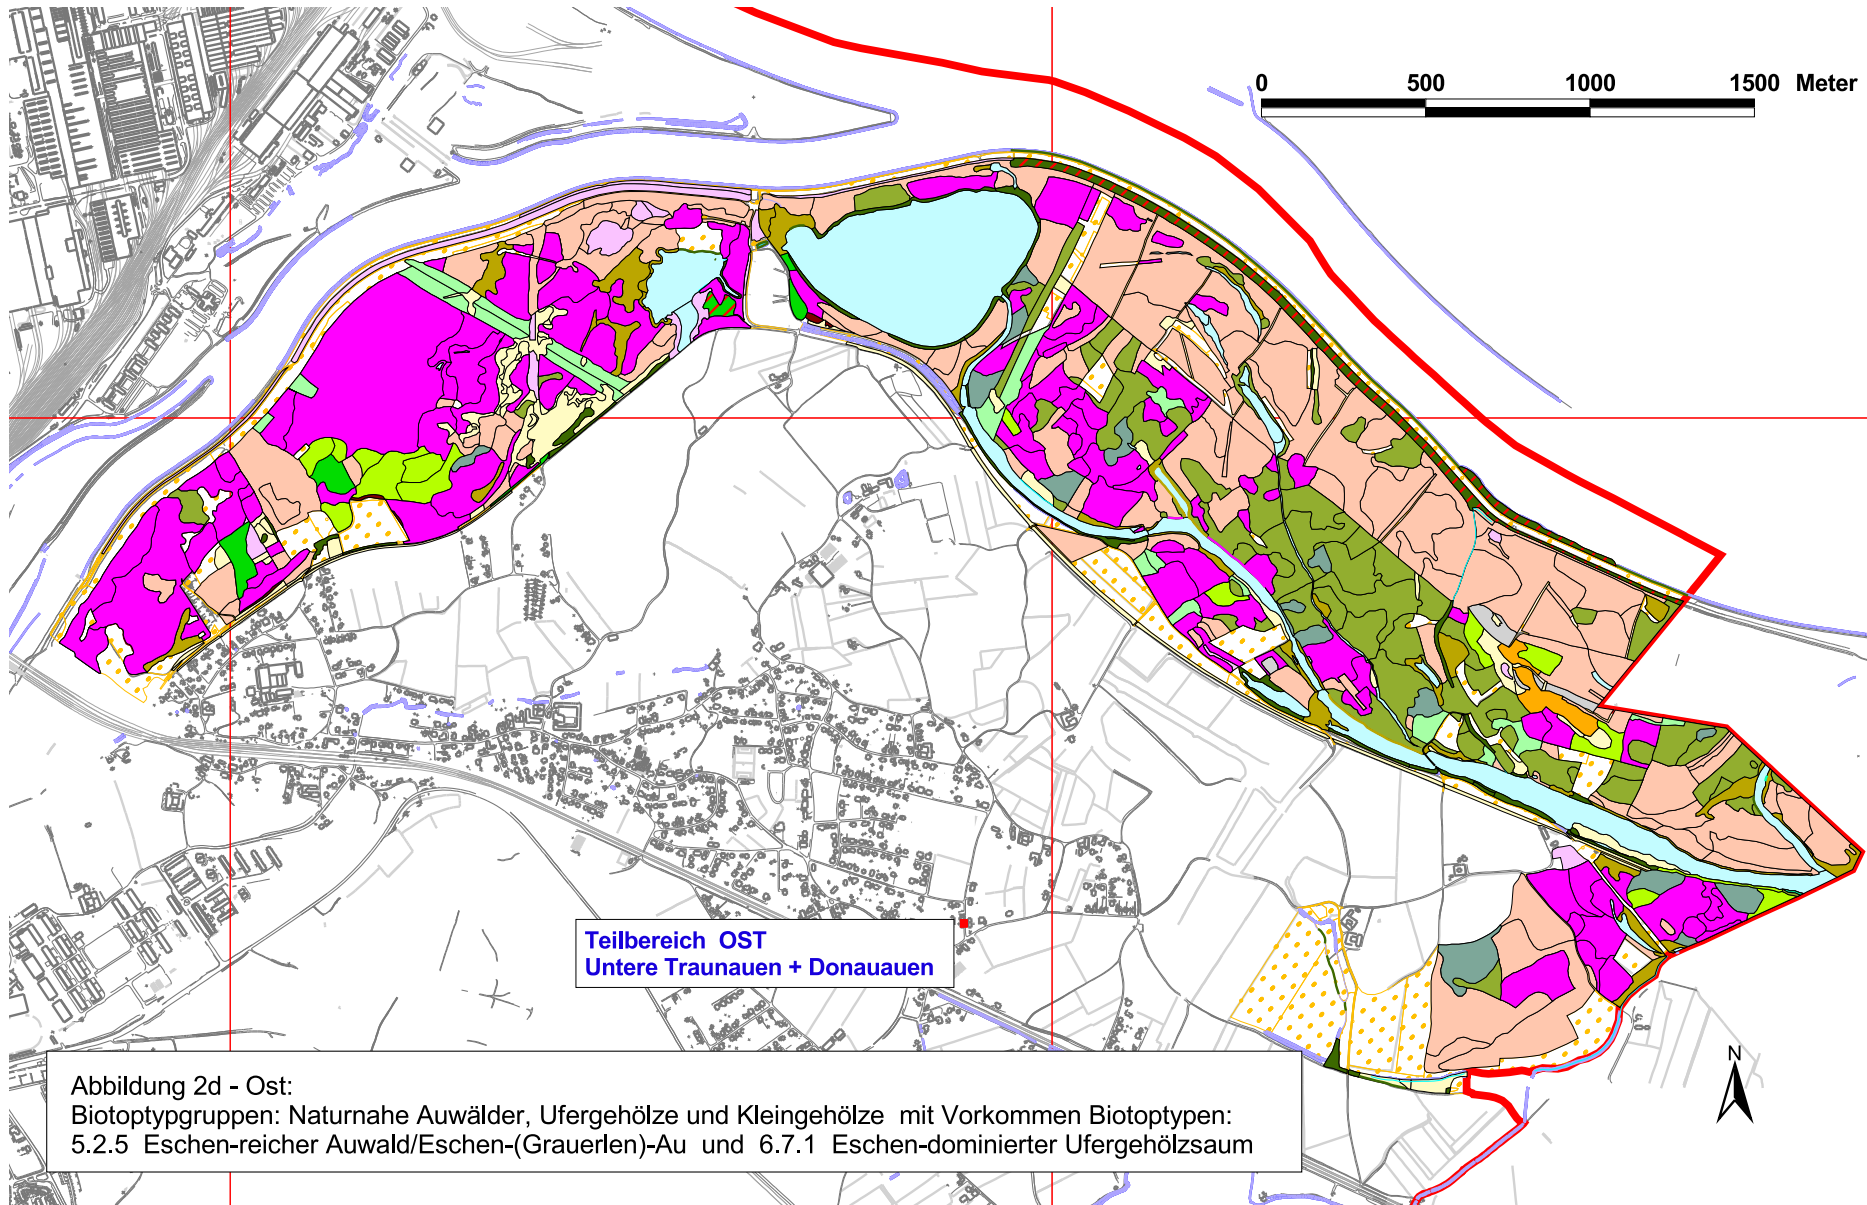 0 500 1000 1500 Meter
Teilbereich OST
Untere Traunauen + Donauauen
N
Abbildung 2d - Ost:
Biotoptypgruppen: Naturnahe Auwälder, Ufergehölze und Kleingehölze mit Vorkommen Biotoptypen:
5.2.5 Eschen-reicher Auwald/Eschen-(Grauerlen)-Au und 6.7.1 Eschen-dominierter Ufergehölzsaum